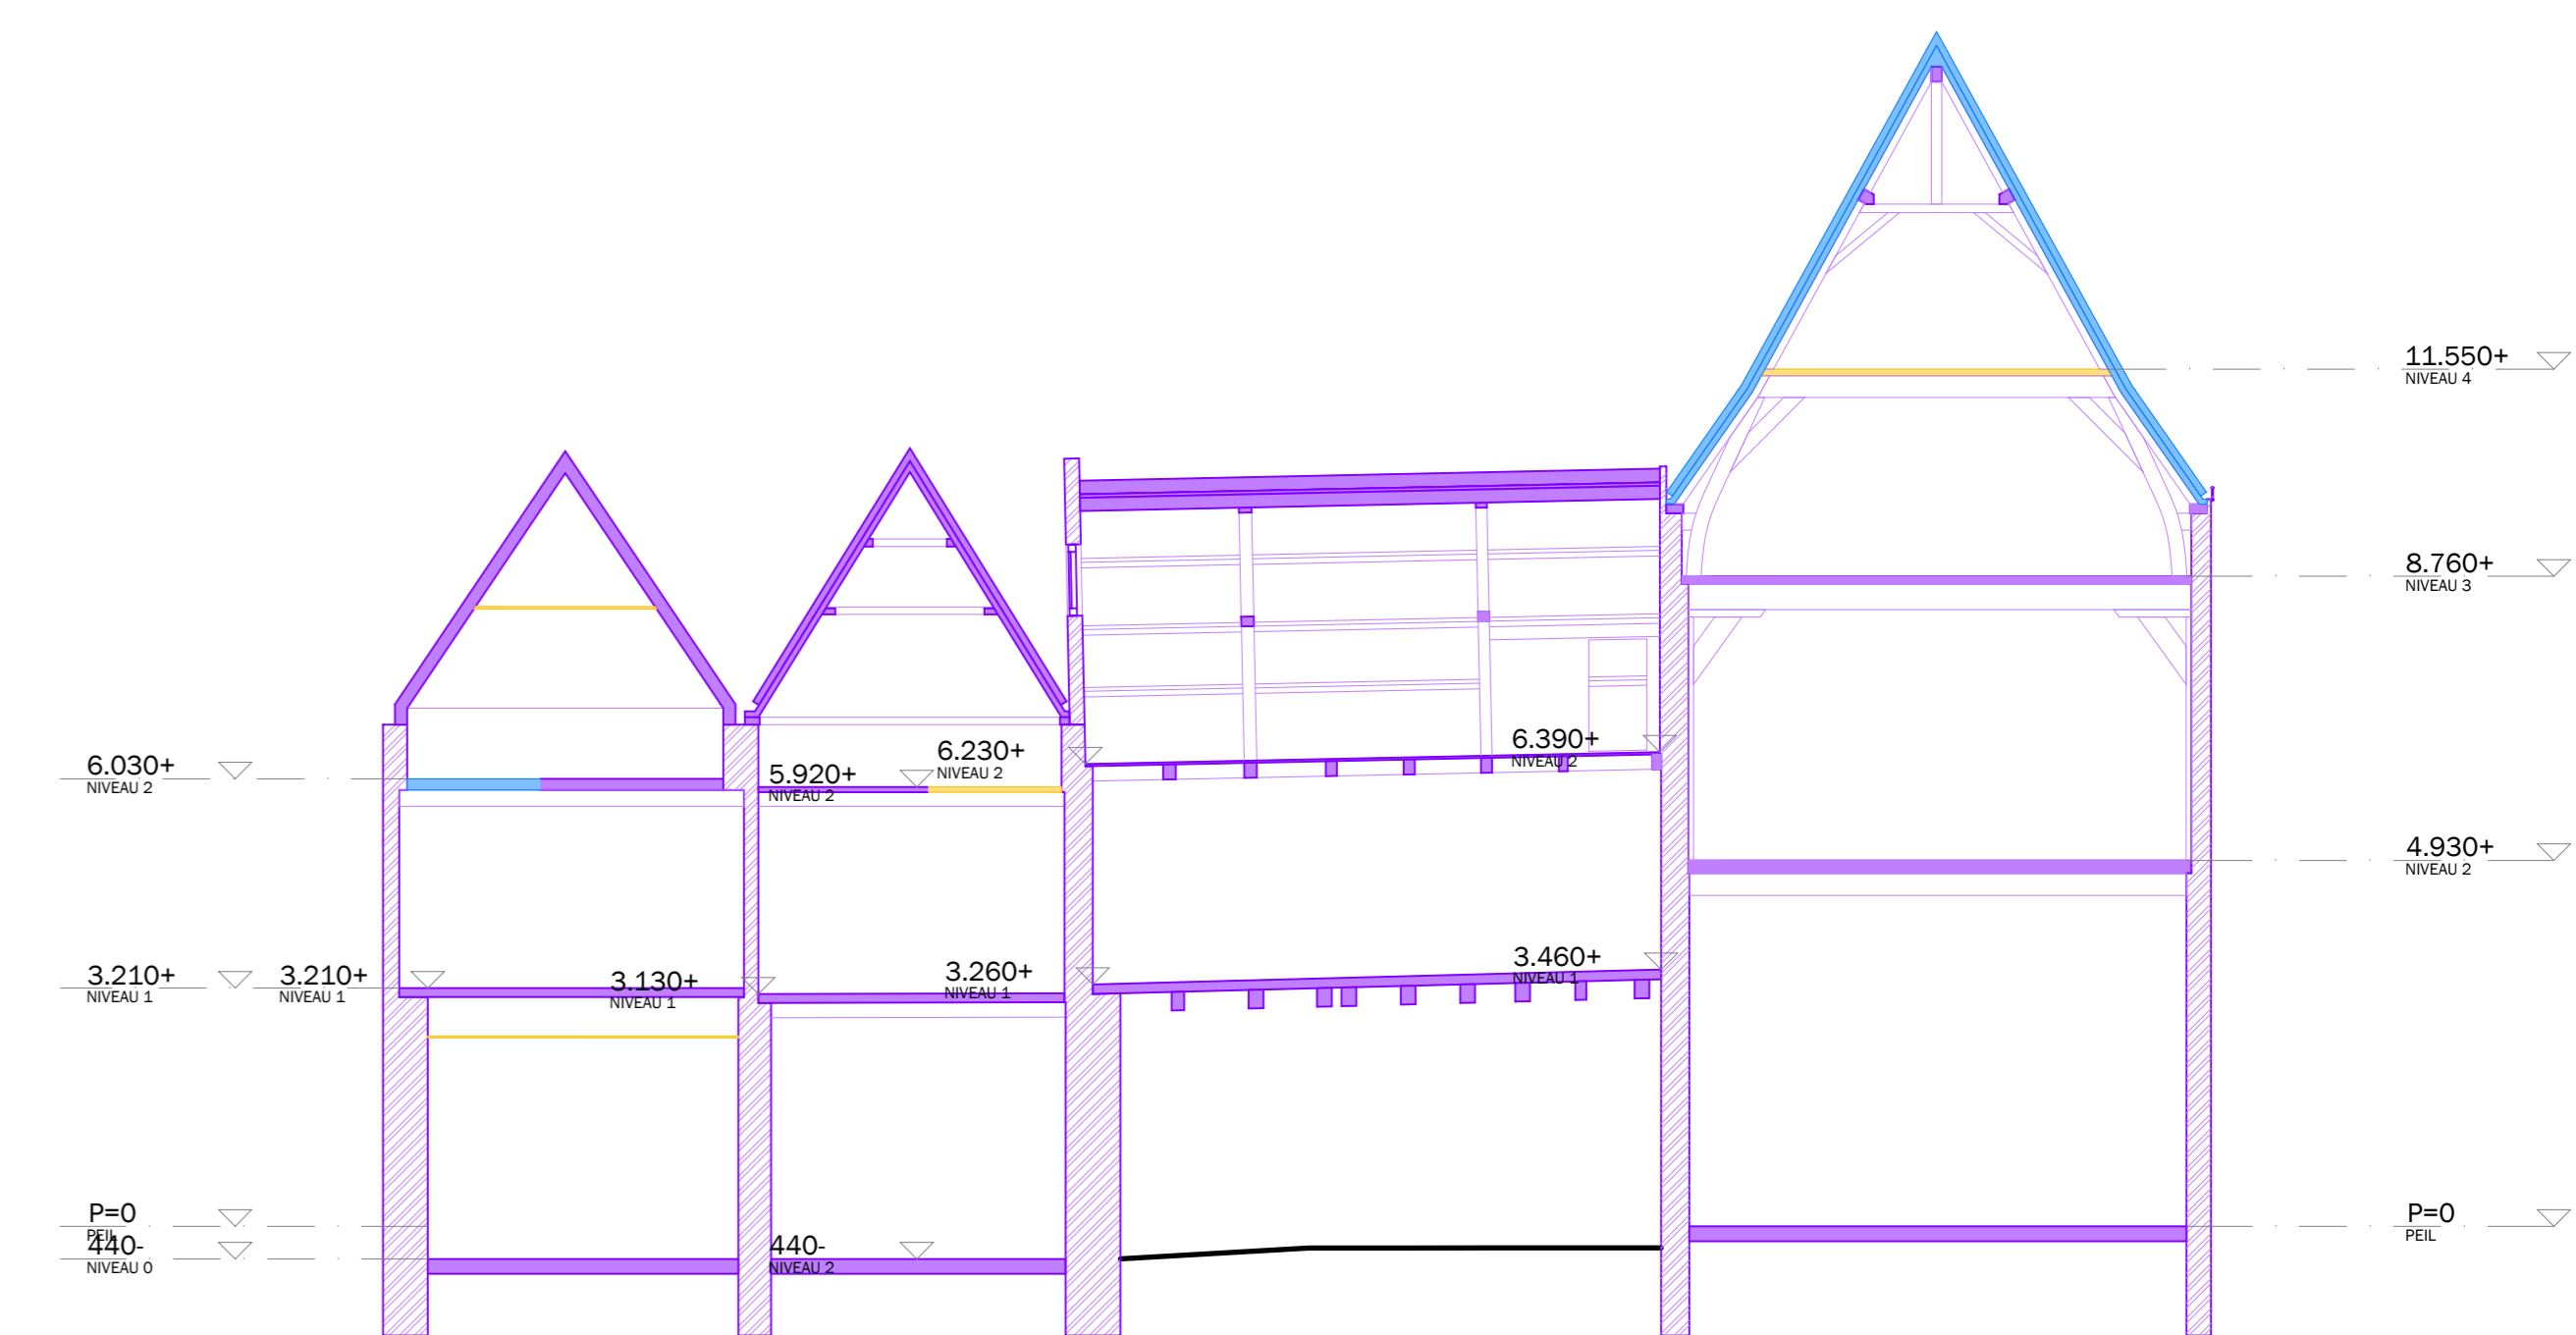 11.550+
NIVEAU 4
8.760+
NIVEAU 3
6.390+
NIVEAU 2
6.230+
NIVEAU 2
6.030+
NIVEAU 2
5.920+
NIVEAU 2
4.930+
NIVEAU 2
3.460+
NIVEAU 1
3.260+
NIVEAU 1
3.210+
NIVEAU 1
3.210+
NIVEAU 1
3.130+
NIVEAU 1
P=0
PEIL
P=0
PEIL
440-
NIVEAU 0
440-
NIVEAU 2